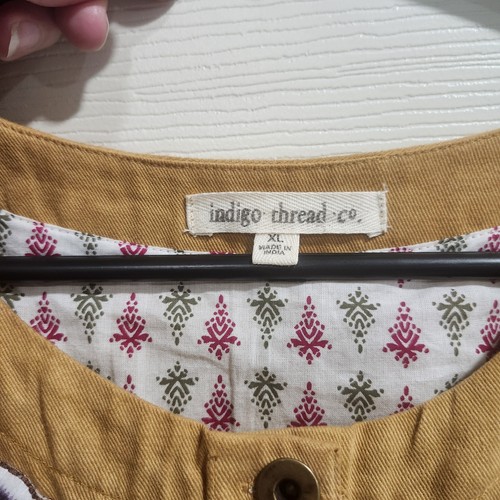 indigo thread co.
XL
MADE IN
INDIA